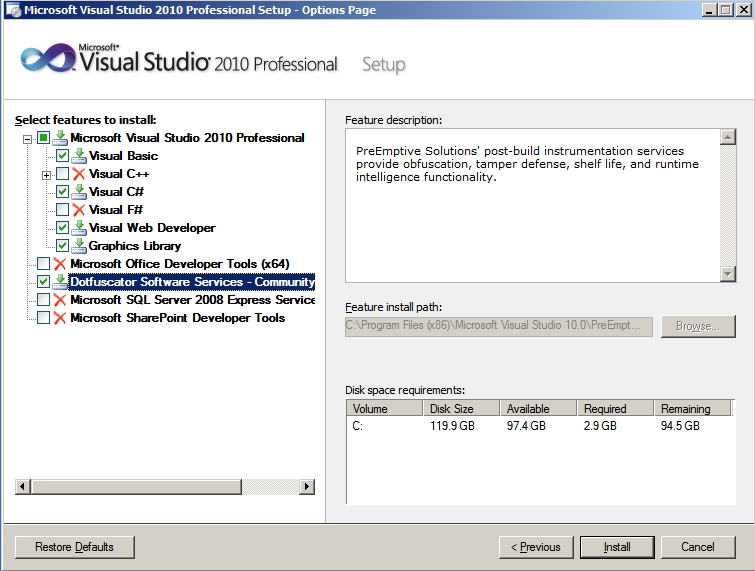 Microsoft Visual Studio 2010 Professional Setup - Options Page
Microsoft®
Visual Studio® 2010 Professional Setup
Select features to install:
Microsoft Visual Studio 2010 Professional
Visual Basic
Visual C++
Visual C#
Visual F#
Visual Web Developer
Graphics Library
Microsoft Office Developer Tools (x64)
Dotfuscator Software Services - Community
Microsoft SQL Server 2008 Express Service
Microsoft SharePoint Developer Tools
Feature description:
PreEmptive Solutions' post-build instrumentation services
provide obfuscation, tamper defense, shelf life, and runtime
intelligence functionality.
Feature install path:
C:\Program Files (x86)\Microsoft Visual Studio 10.0\PreEmpt...
Browse...
Disk space requirements:
Volume Disk Size Available Required Remaining
C: 119.9 GB 97.4 GB 2.9 GB 94.5 GB
Restore Defaults
< Previous
Install
Cancel